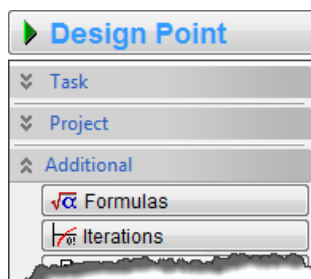 Design Point
Task
Project
Additional
Formulas
Iterations